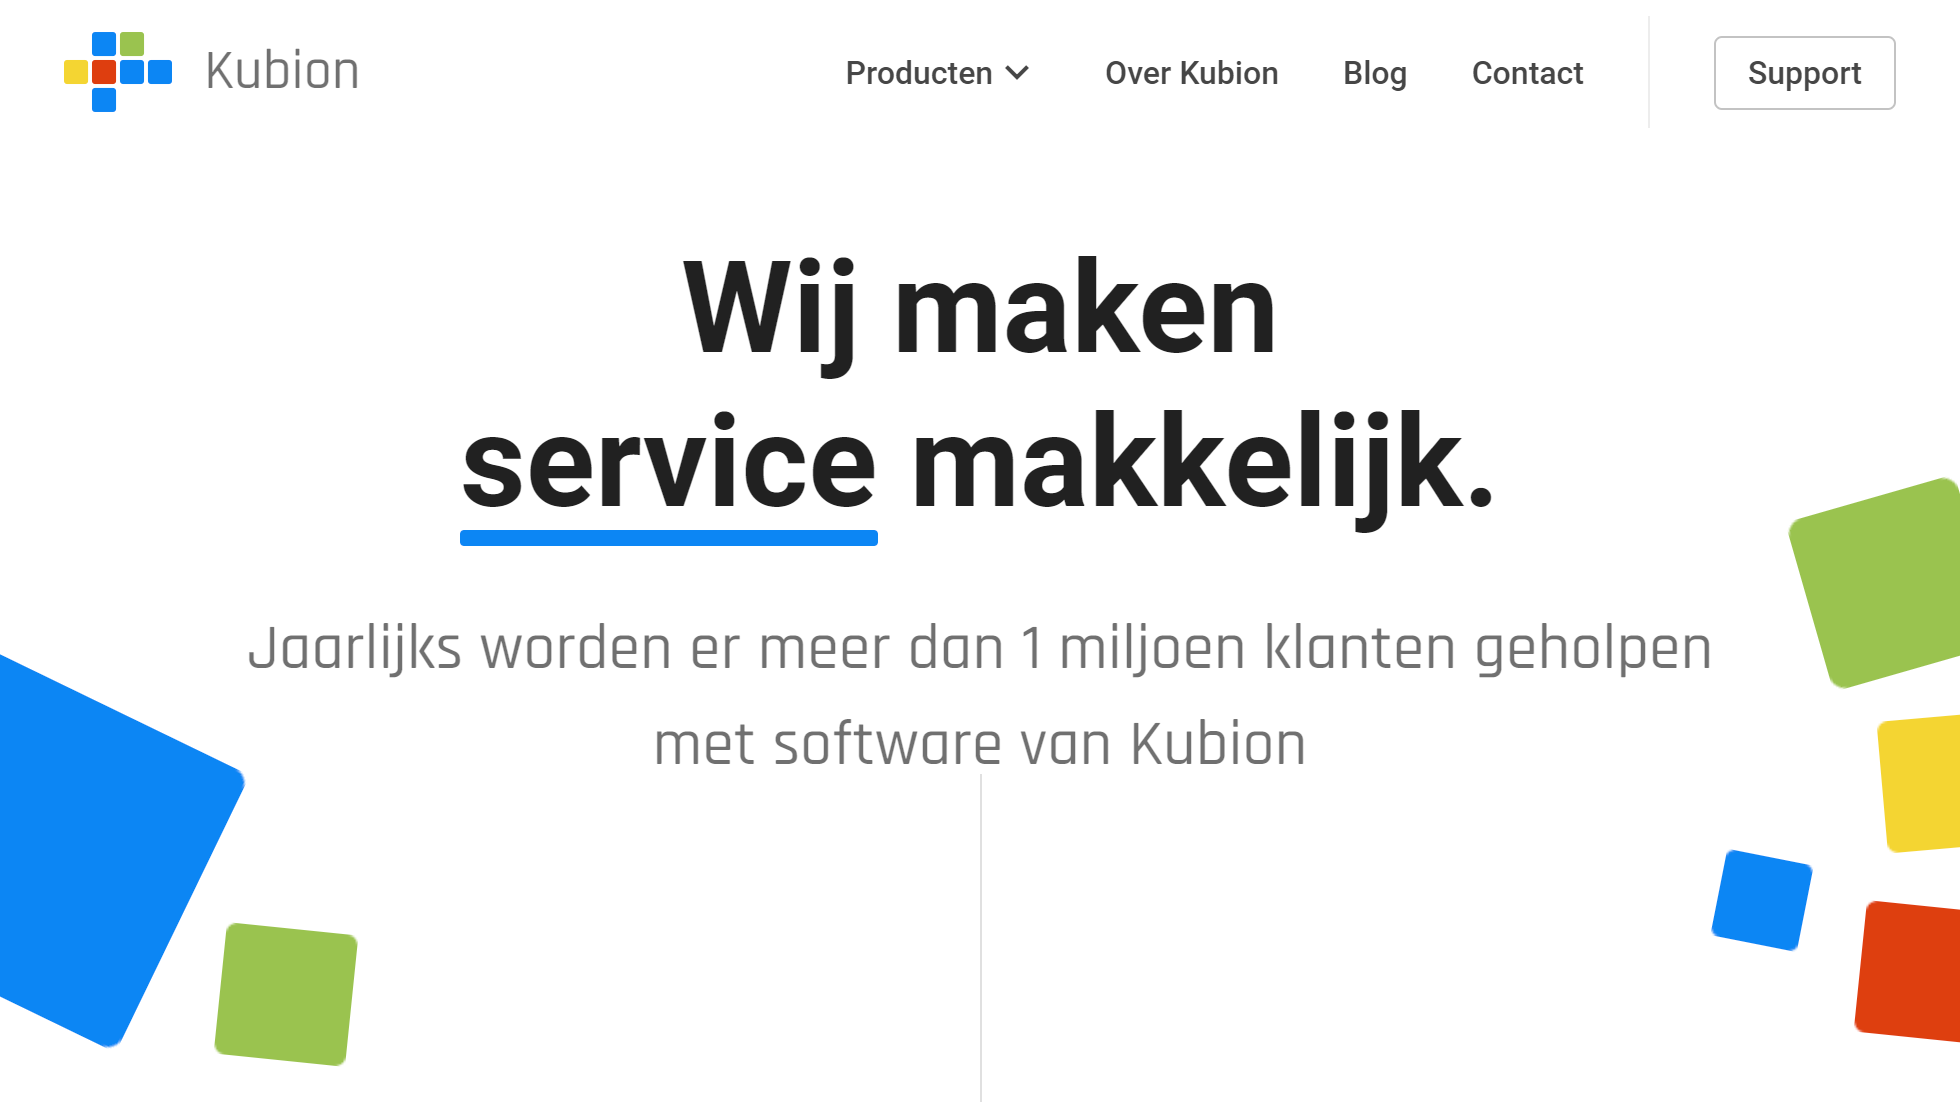 Kubion
Producten
Over Kubion
Blog
Contact
Support
Wij maken
service makkelijk.
Jaarlijks worden er meer dan 1 miljoen klanten geholpen
met software van Kubion